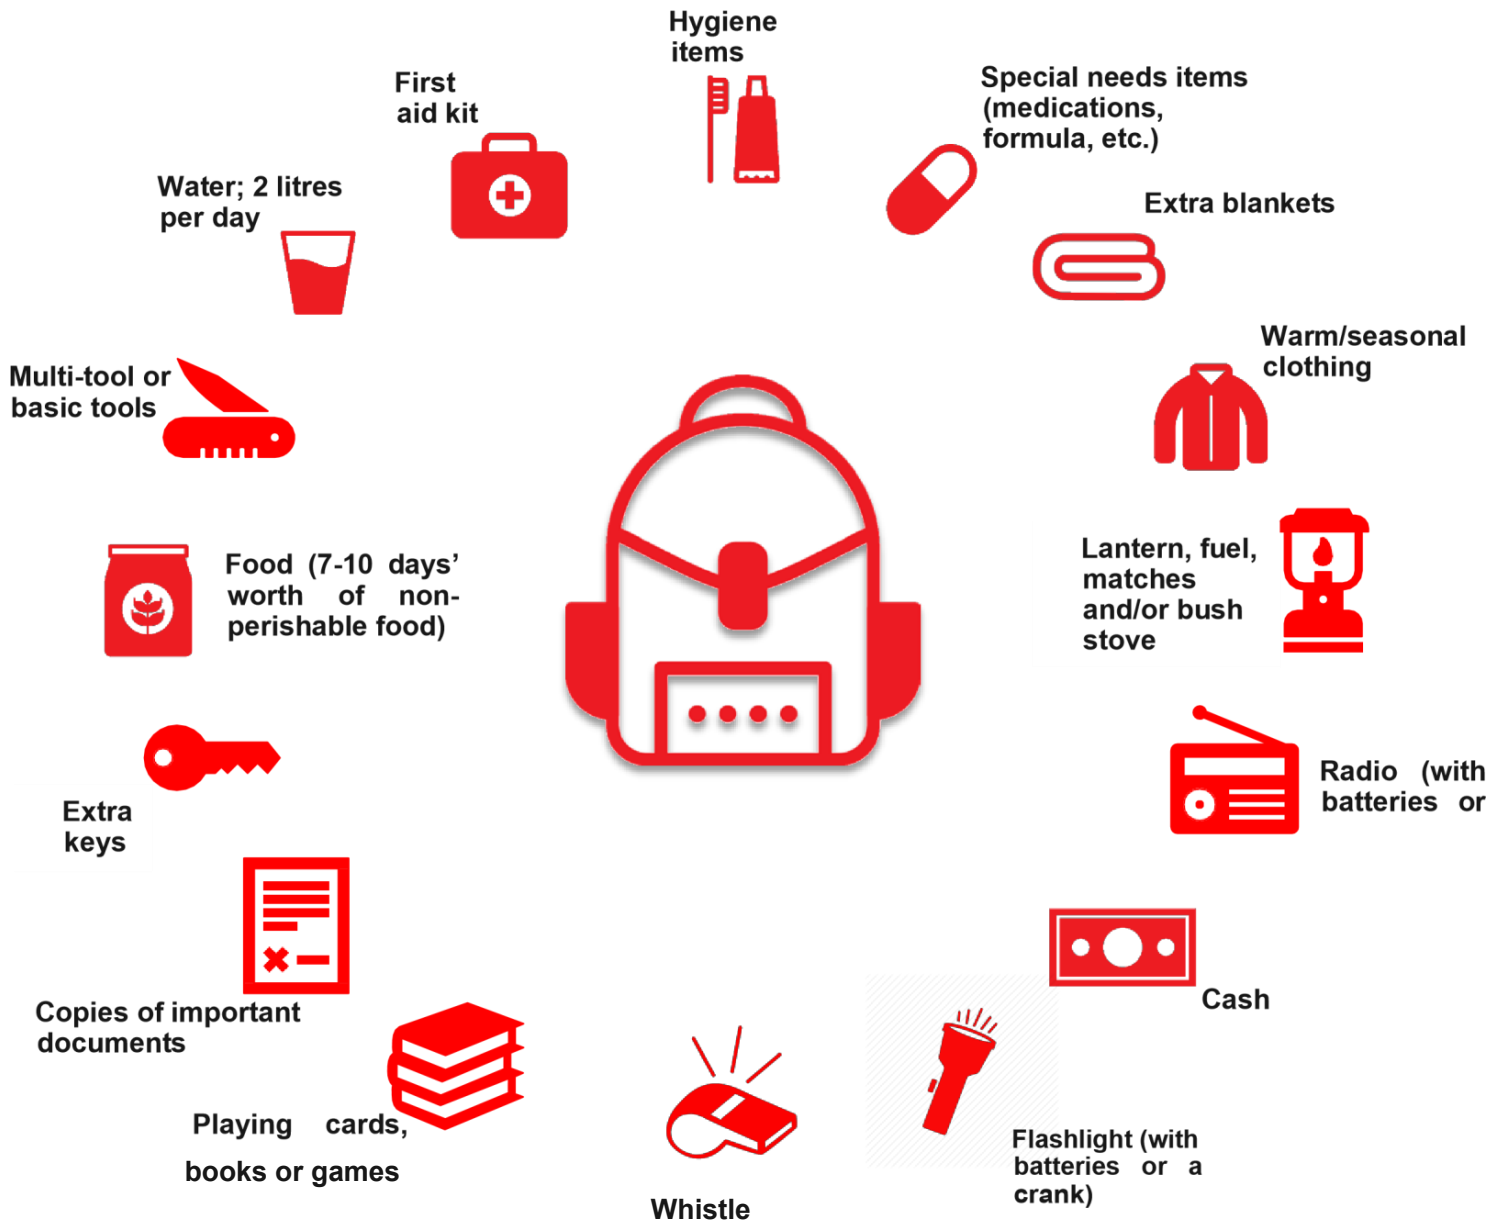 Hygiene
items
First
aid kit
Special needs items
(medications,
formula, etc.)
Water; 2 litres
per day
Extra blankets
Warm/seasonal
clothing
Multi-tool or
basic tools
Lantern, fuel,
matches
and/or bush
stove
Food (7-10 days’
worth of non-
perishable food)
Radio (with
batteries or
Extra
keys
Cash
Copies of important
documents
Playing cards,
books or games
Flashlight (with
batteries or a
crank)
Whistle